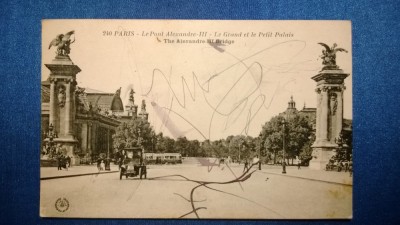 240 PARIS - Le Pont Alexandre III - Le Grand et le Petit Palais
The Alexandre III Bridge